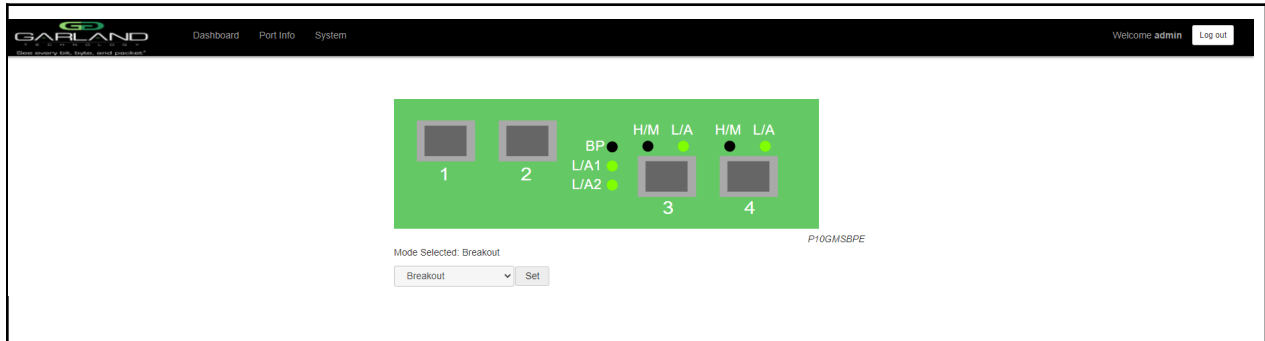 GARLAND
TECHNOLOGY
See every bit, byte, and packet®
Dashboard Port Info System
Welcome admin Log out
H/M L/A H/M L/A
BP
L/A1
L/A2
1 2
3 4
P10GMSBPE
Mode Selected: Breakout
Breakout Set